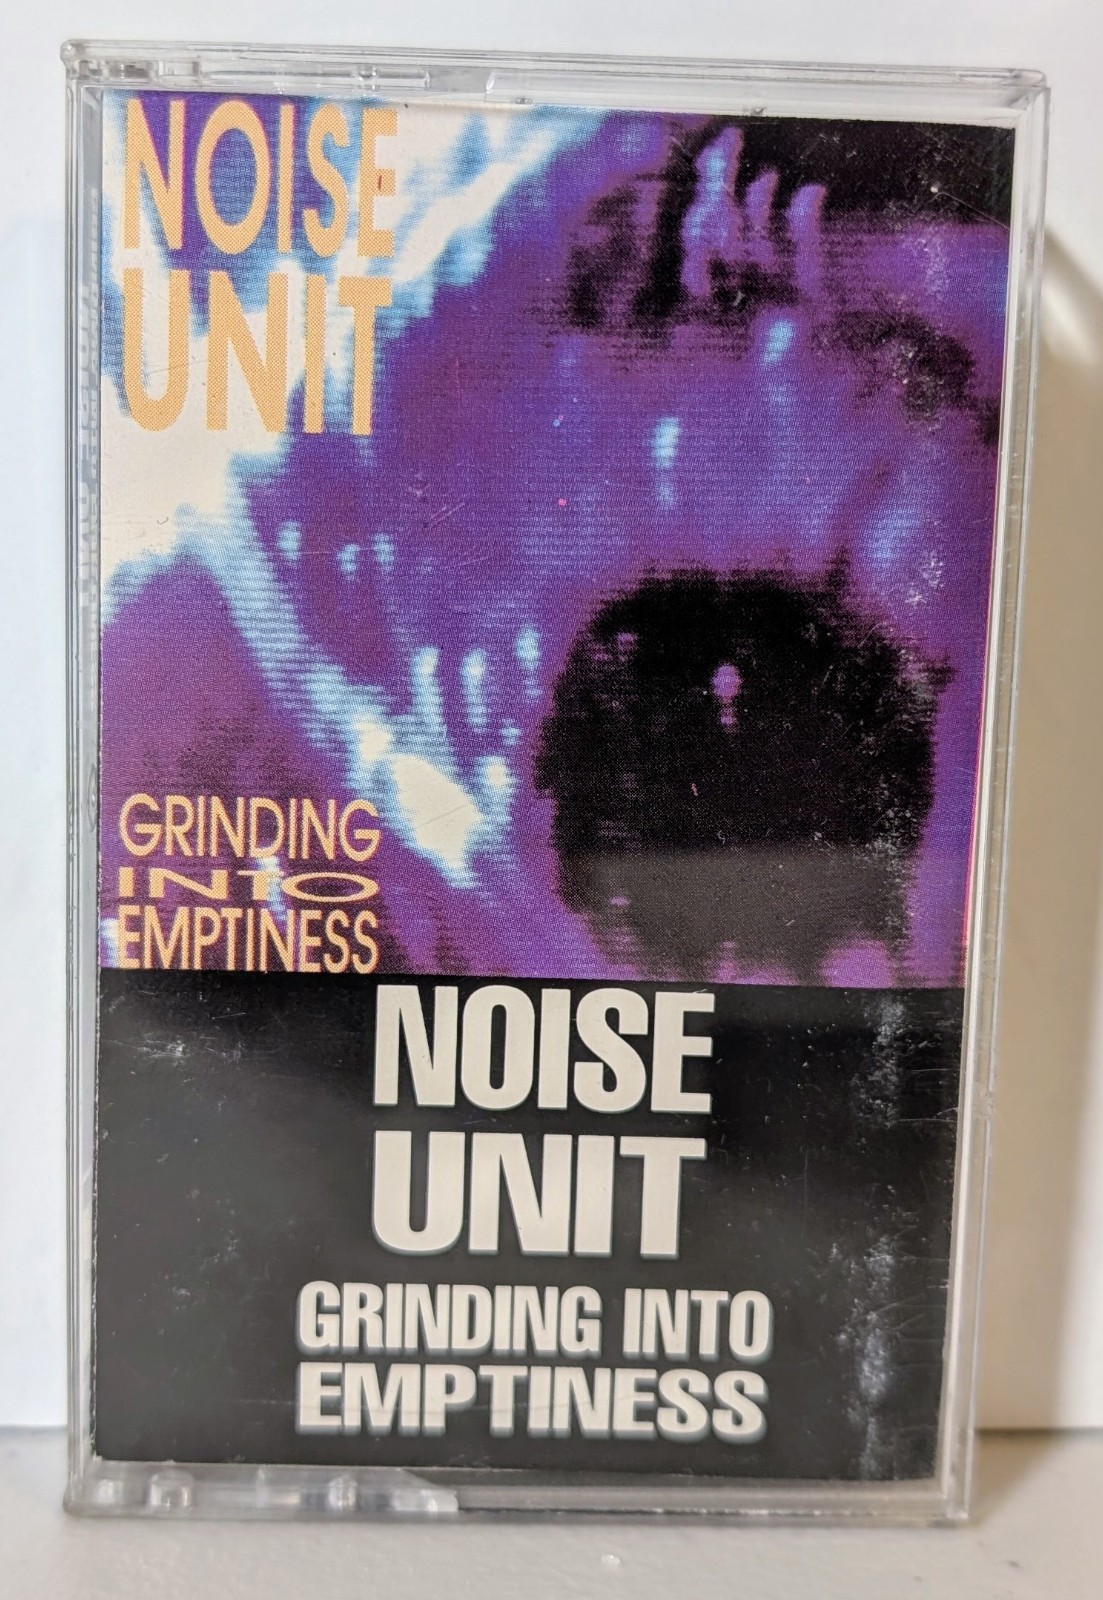 NOISE
UNIT
GRINDING
INTO
EMPTINESS
NOISE
UNIT
GRINDING INTO
EMPTINESS